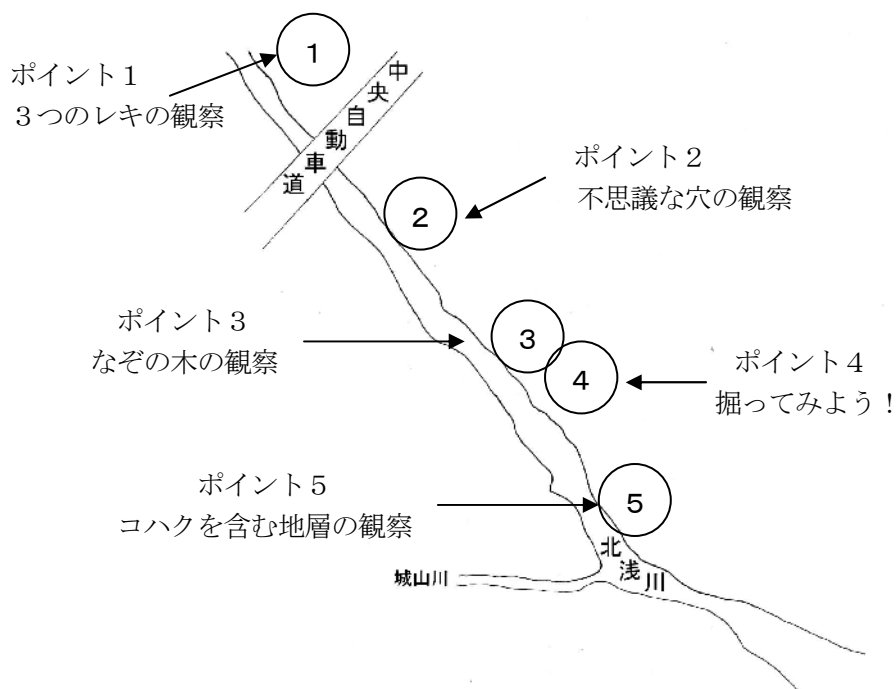 ①
ポイント１
３つのレキの観察
中央自動車道
ポイント２
不思議な穴の観察
②
ポイント３
なぞの木の観察
③
④
ポイント４
掘ってみよう！
ポイント５
コハクを含む地層の観察
⑤
北浅川
城山川